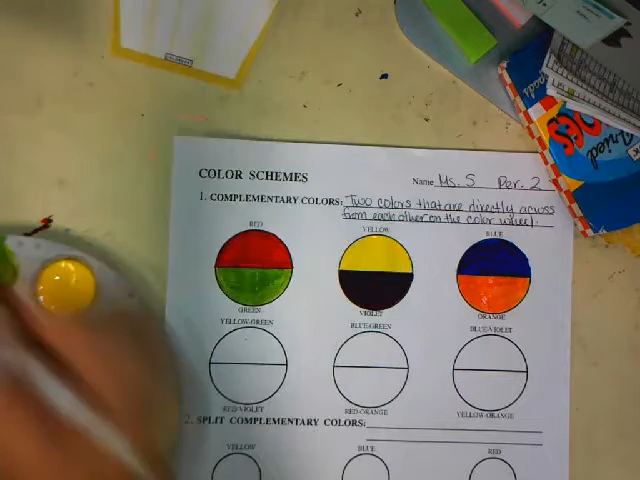 COLOR SCHEMES
Name Ms. S Per. 2
1. COMPLEMENTARY COLORS: Two colors that are directly across
from each other on the color wheel.
RED YELLOW BLUE
GREEN VIOLET ORANGE
YELLOW-GREEN BLUE-GREEN BLUE-VIOLET
RED-VIOLET RED-ORANGE YELLOW-ORANGE
2. SPLIT COMPLEMENTARY COLORS:
YELLOW BLUE RED